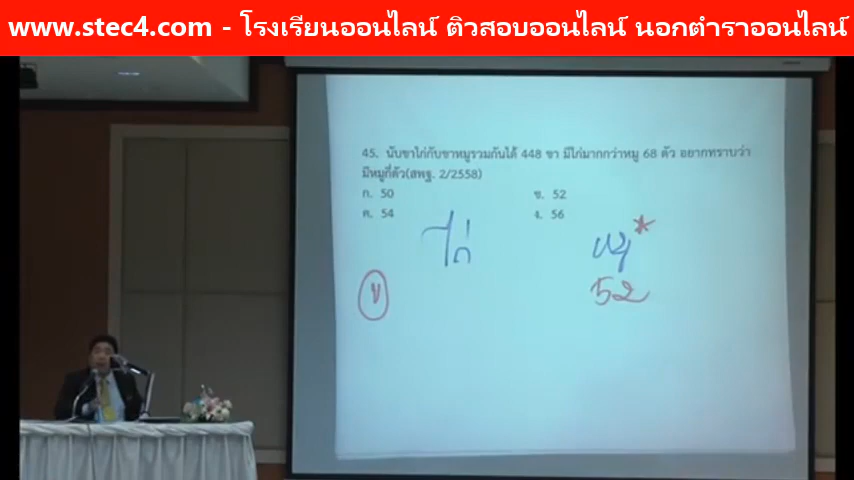 www.stec4.com - โรงเรียนออนไลน์ ติวสอบออนไลน์ นอกตำราออนไลน์
45. นับขาไก่กับขาหมูรวมกันได้ 448 ขา มีไก่มากกว่าหมู 68 ตัว อยากทราบว่า
มีหมูกี่ตัว(สพฐ. 2/2558)
ก. 50 ข. 52
ค. 54 ง. 56
ไก่ หมู *
ข 52